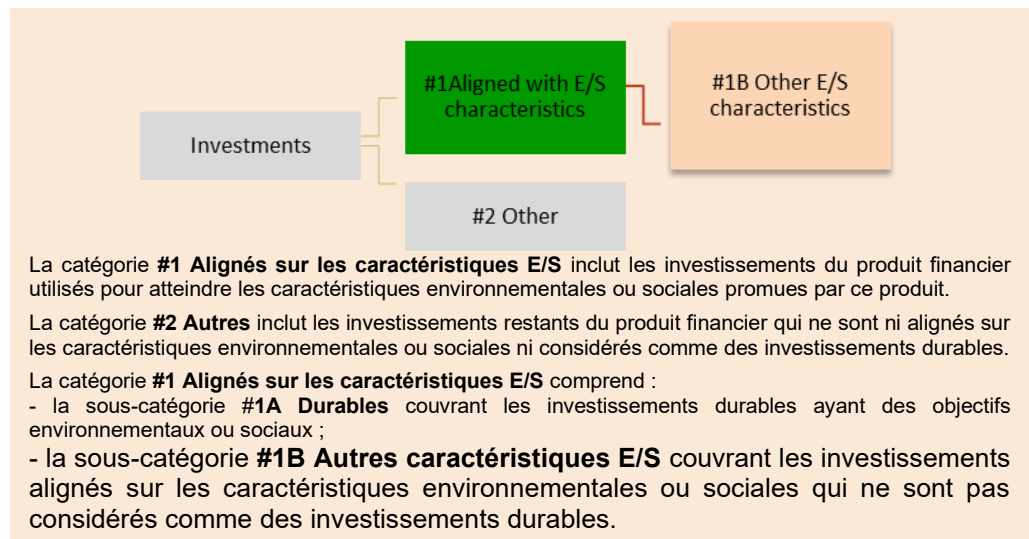 #1Aligned with E/S
characteristics
#1B Other E/S
characteristics
Investments
#2 Other
La catégorie #1 Alignés sur les caractéristiques E/S inclut les investissements du produit financier
utilisés pour atteindre les caractéristiques environnementales ou sociales promues par ce produit.
La catégorie #2 Autres inclut les investissements restants du produit financier qui ne sont ni alignés sur
les caractéristiques environnementales ou sociales ni considérés comme des investissements durables.
La catégorie #1 Alignés sur les caractéristiques E/S comprend :
- la sous-catégorie #1A Durables couvrant les investissements durables ayant des objectifs
environnementaux ou sociaux ;
- la sous-catégorie #1B Autres caractéristiques E/S couvrant les investissements
alignés sur les caractéristiques environnementales ou sociales qui ne sont pas
considérés comme des investissements durables.